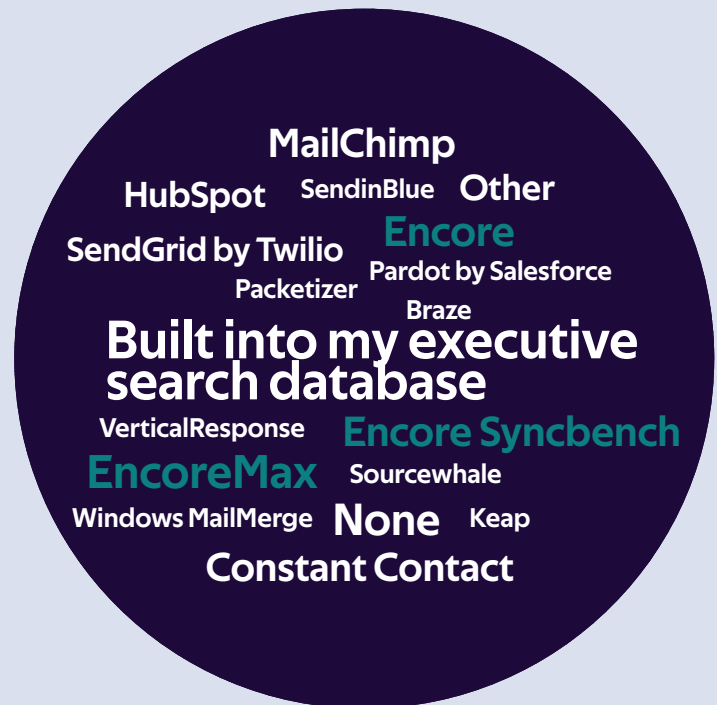 MailChimp
HubSpot SendinBlue Other
Encore
SendGrid by Twilio
Pardot by Salesforce
Packetizer
Braze
Built into my executive
search database
VerticalResponse Encore Syncbench
EncoreMax Sourcewhale
Windows MailMerge None Keap
Constant Contact